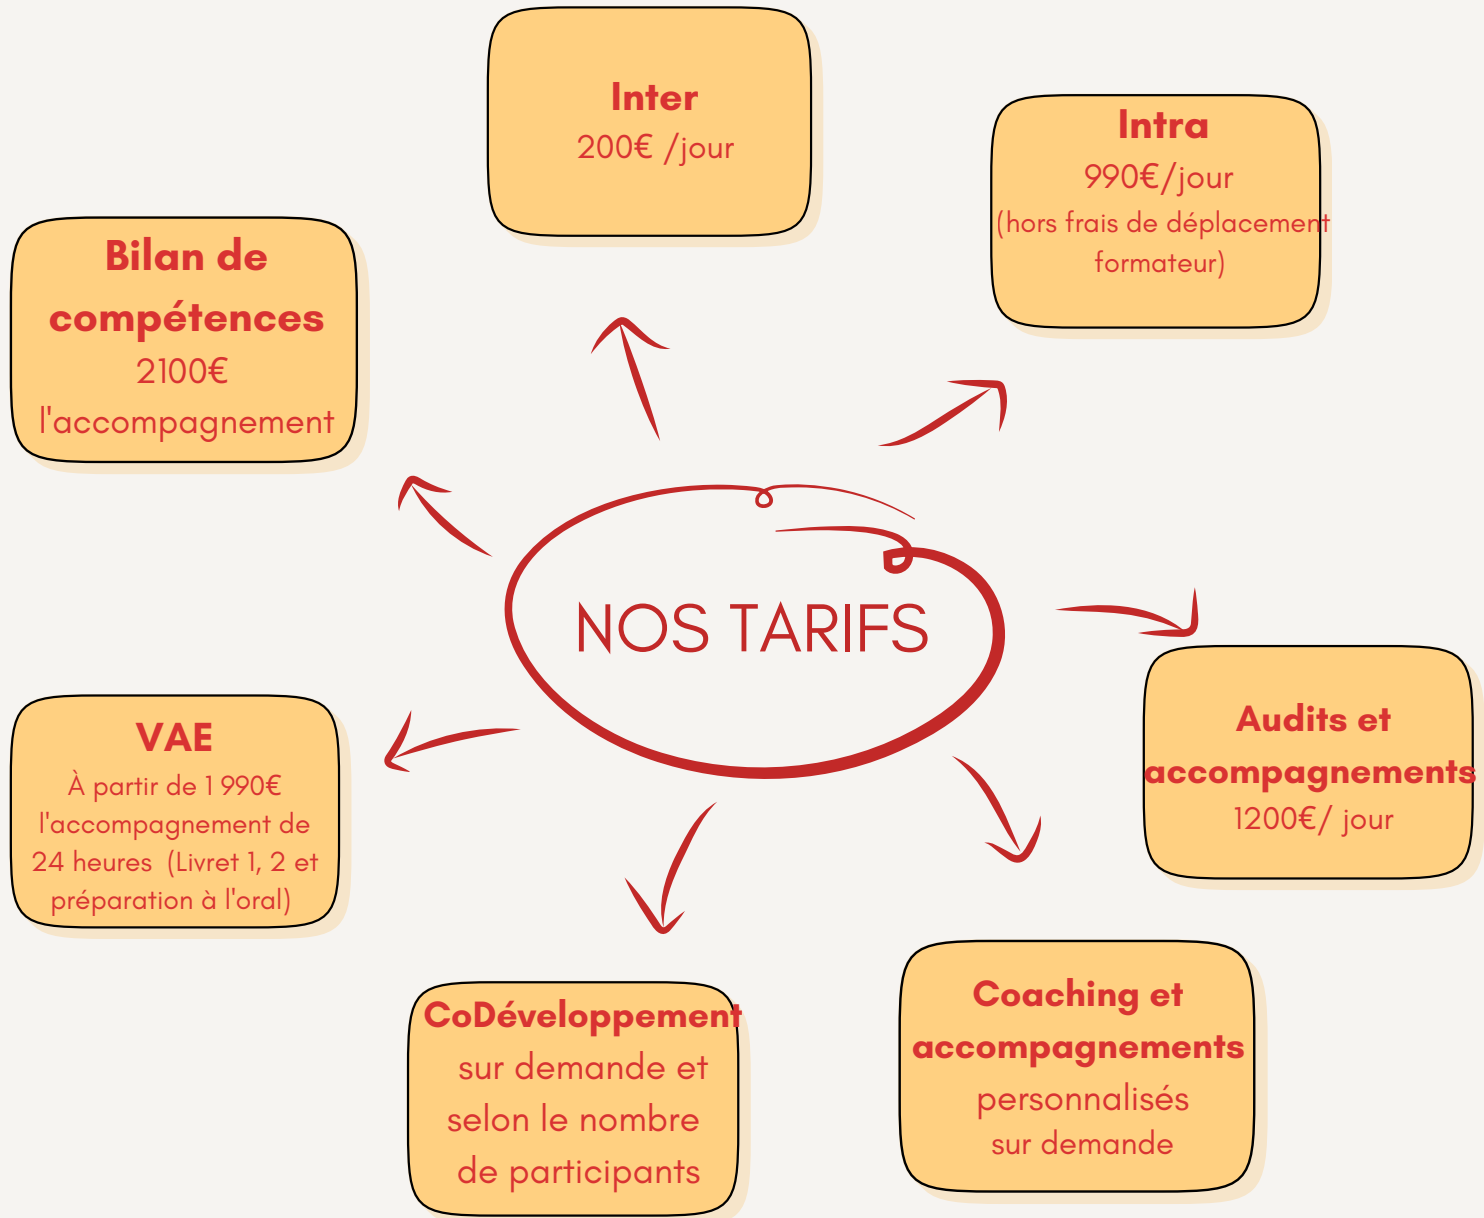 Inter
200€ /jour
Intra
990€/jour
(hors frais de déplacement
formateur)
Bilan de
compétences
2100€
l'accompagnement
NOS TARIFS
Audits et
accompagnements
1200€/ jour
VAE
À partir de 1 990€
l'accompagnement de
24 heures (Livret 1, 2 et
préparation à l'oral)
CoDéveloppement
sur demande et
selon le nombre
de participants
Coaching et
accompagnements
personnalisés
sur demande